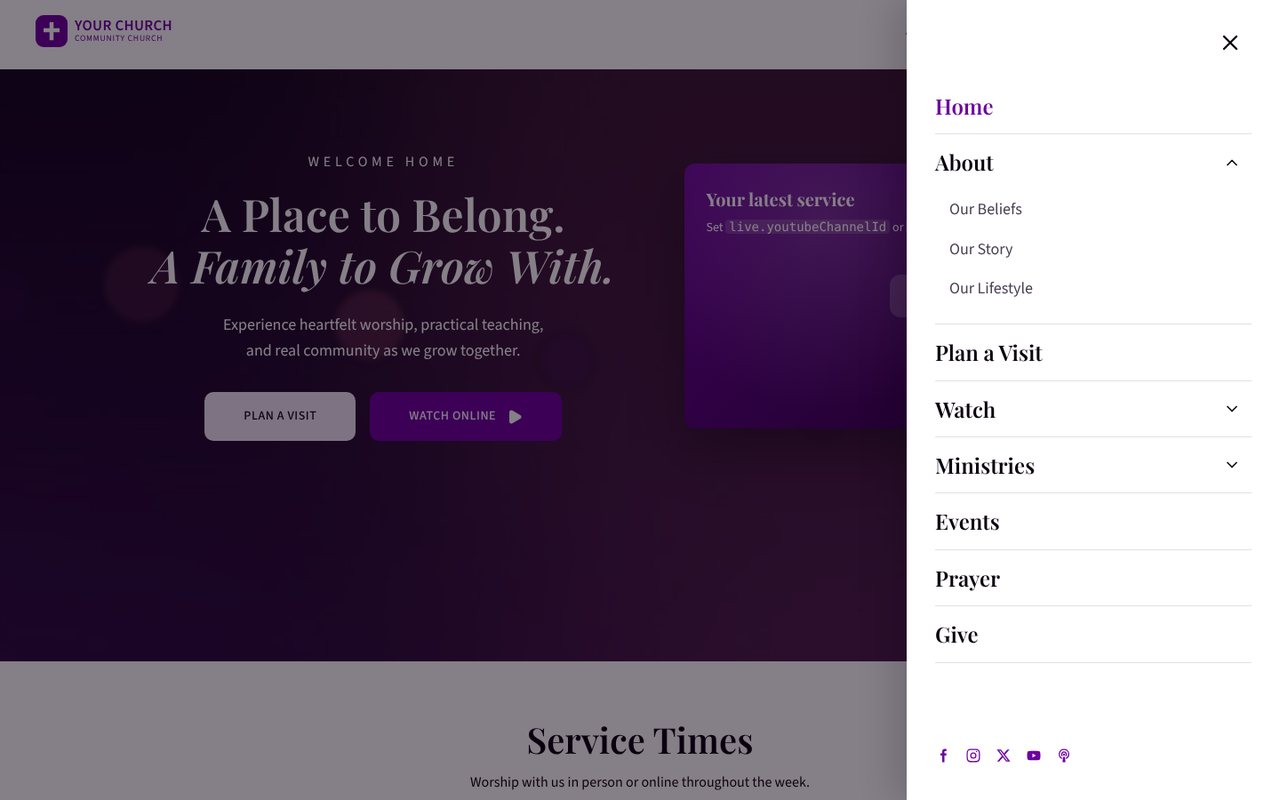 YOUR CHURCH
COMMUNITY CHURCH
WELCOME HOME
A Place to Belong.
A Family to Grow With.
Experience heartfelt worship, practical teaching,
and real community as we grow together.
PLAN A VISIT
WATCH ONLINE
Your latest service
Set live.youtubeChannelId or
Service Times
Worship with us in person or online throughout the week.
Home
About
Our Beliefs
Our Story
Our Lifestyle
Plan a Visit
Watch
Ministries
Events
Prayer
Give